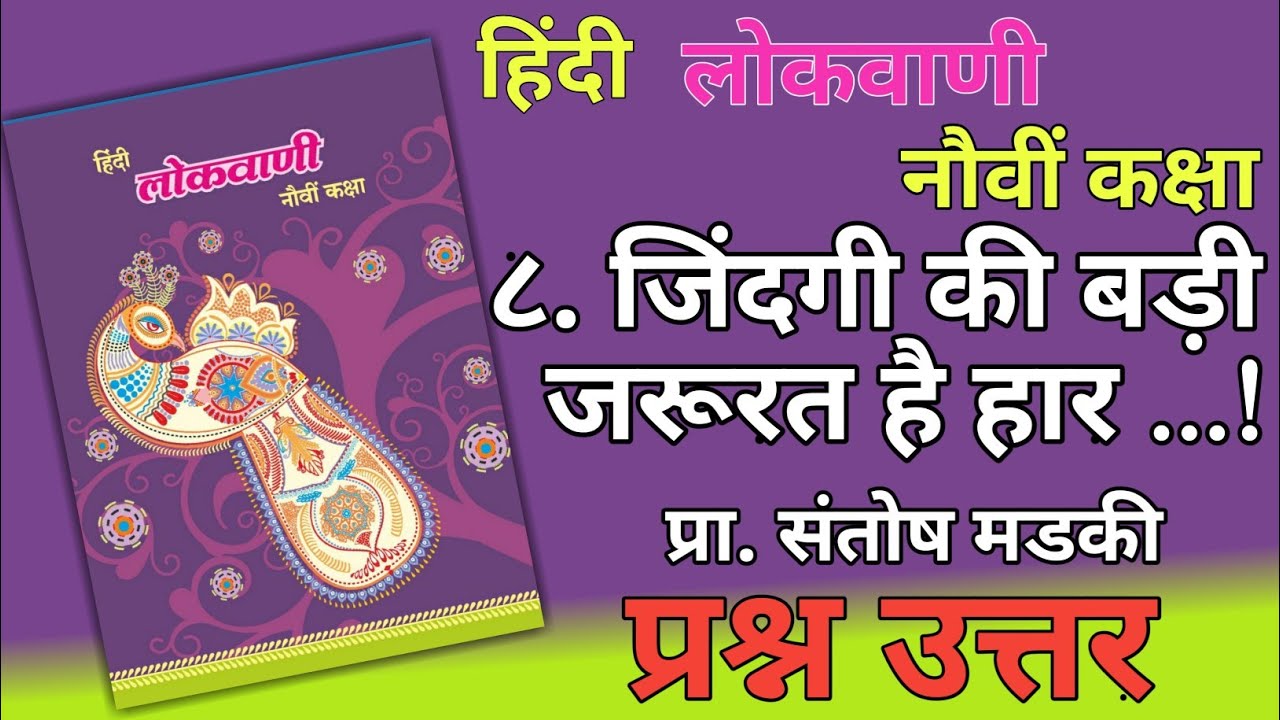 हिंदी लोकवाणी
नौवीं कक्षा
८. जिंदगी की बड़ी
जरूरत है हार ...!
प्रा. संतोष मडकी
प्रश्न उत्तर
हिंदी
लोकवाणी
नौवीं कक्षा